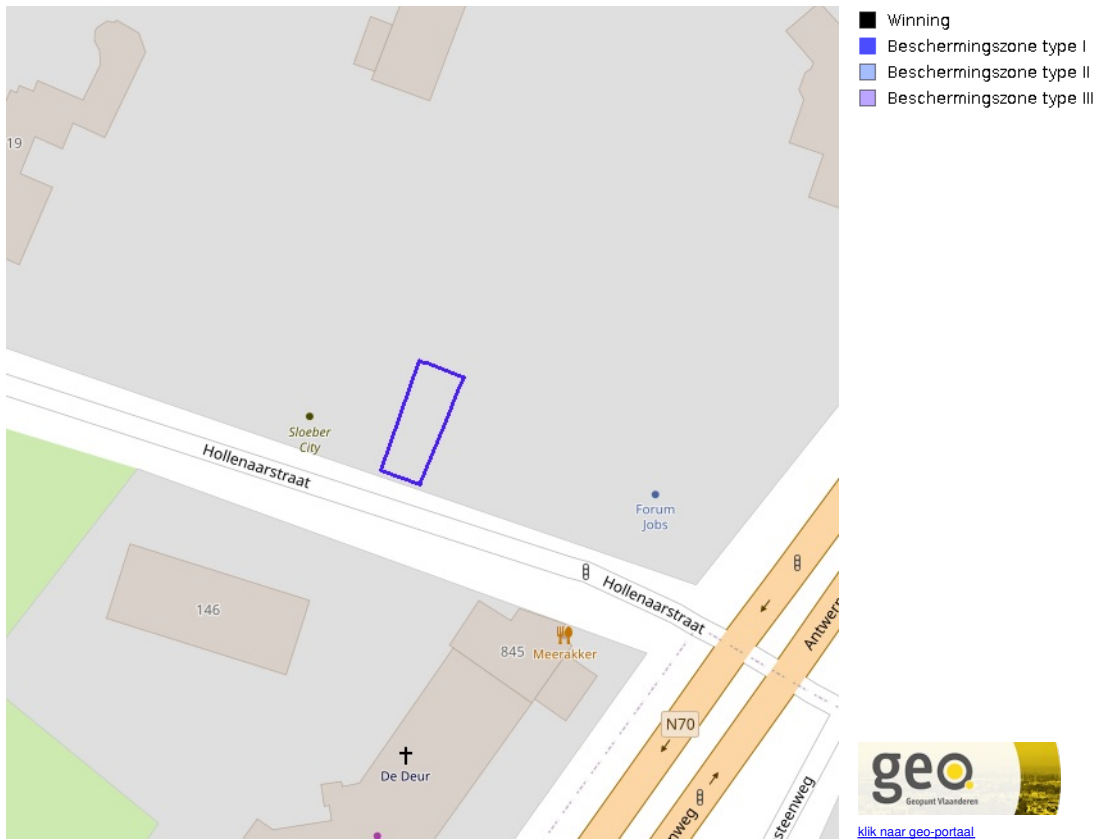 Winning
Beschermingszone type I
Beschermingszone type II
Beschermingszone type III
19
Sloeber
City
Hollenaarstraat
Forum
Jobs
Hollenaarstraat
146
845
Meerakker
N70
De Deur
geo
Geopunt Vlaanderen
klik naar geo-portaal